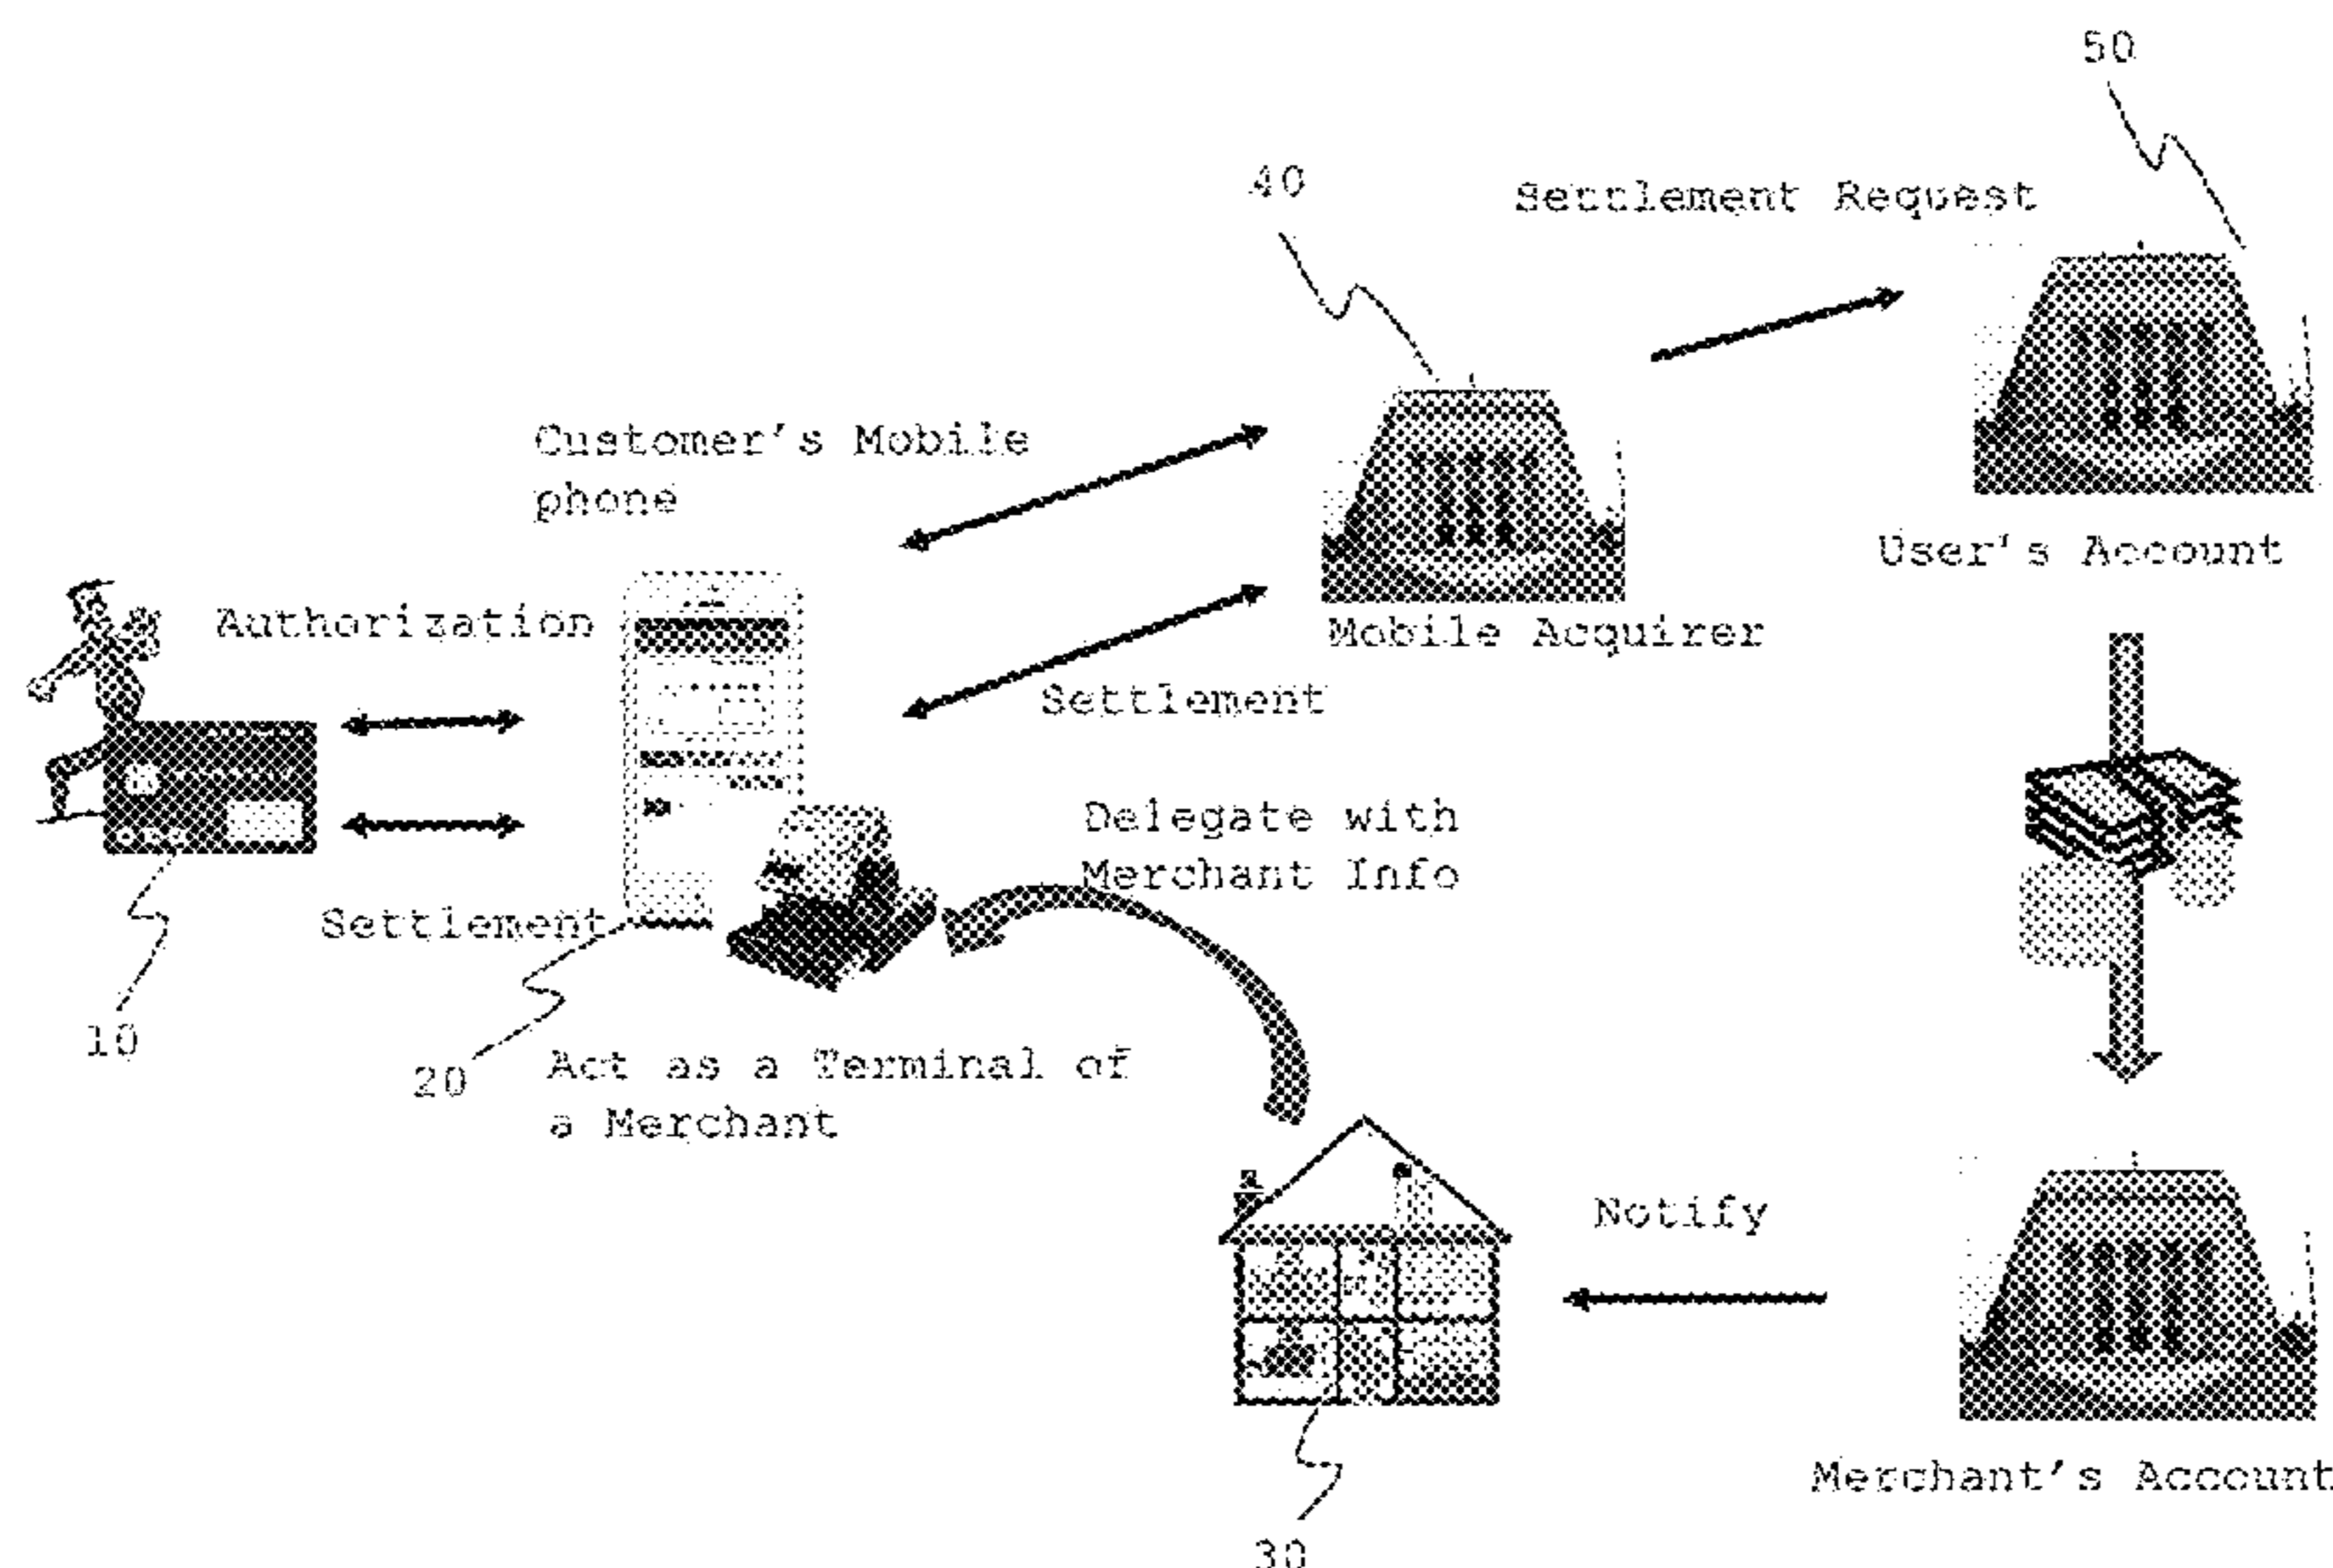 50
40
Settlement Request
Customer's Mobile
phone
User's Account
Authorization
Mobile Acquirer
Settlement
Delegate with
Merchant Info
Settlement
10
20
Act as a Terminal of
a Merchant
Notify
Merchant's Account
30